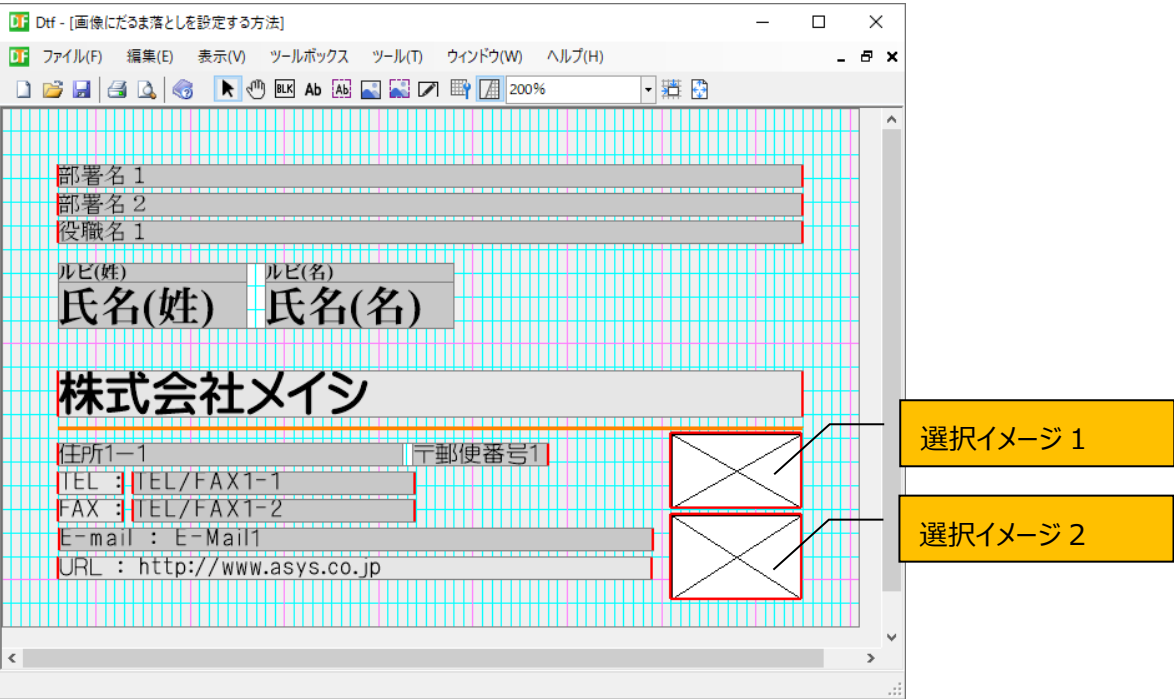 DTF Dtf - [画像にだるま落としを設定する方法]
DTF ファイル(F) 編集(E) 表示(V) ツールボックス ツール(T) ウィンドウ(W) ヘルプ(H)
BLK Ab Ab 200%
部署名1
部署名2
役職名1
ルビ(姓) ルビ(名)
氏名(姓) 氏名(名)
株式会社メイシ
住所1ー1 〒郵便番号1
TEL : TEL/FAX1-1
FAX : TEL/FAX1-2
E-mail : E-Mail1
URL : http://www.asys.co.jp
選択イメージ1
選択イメージ2